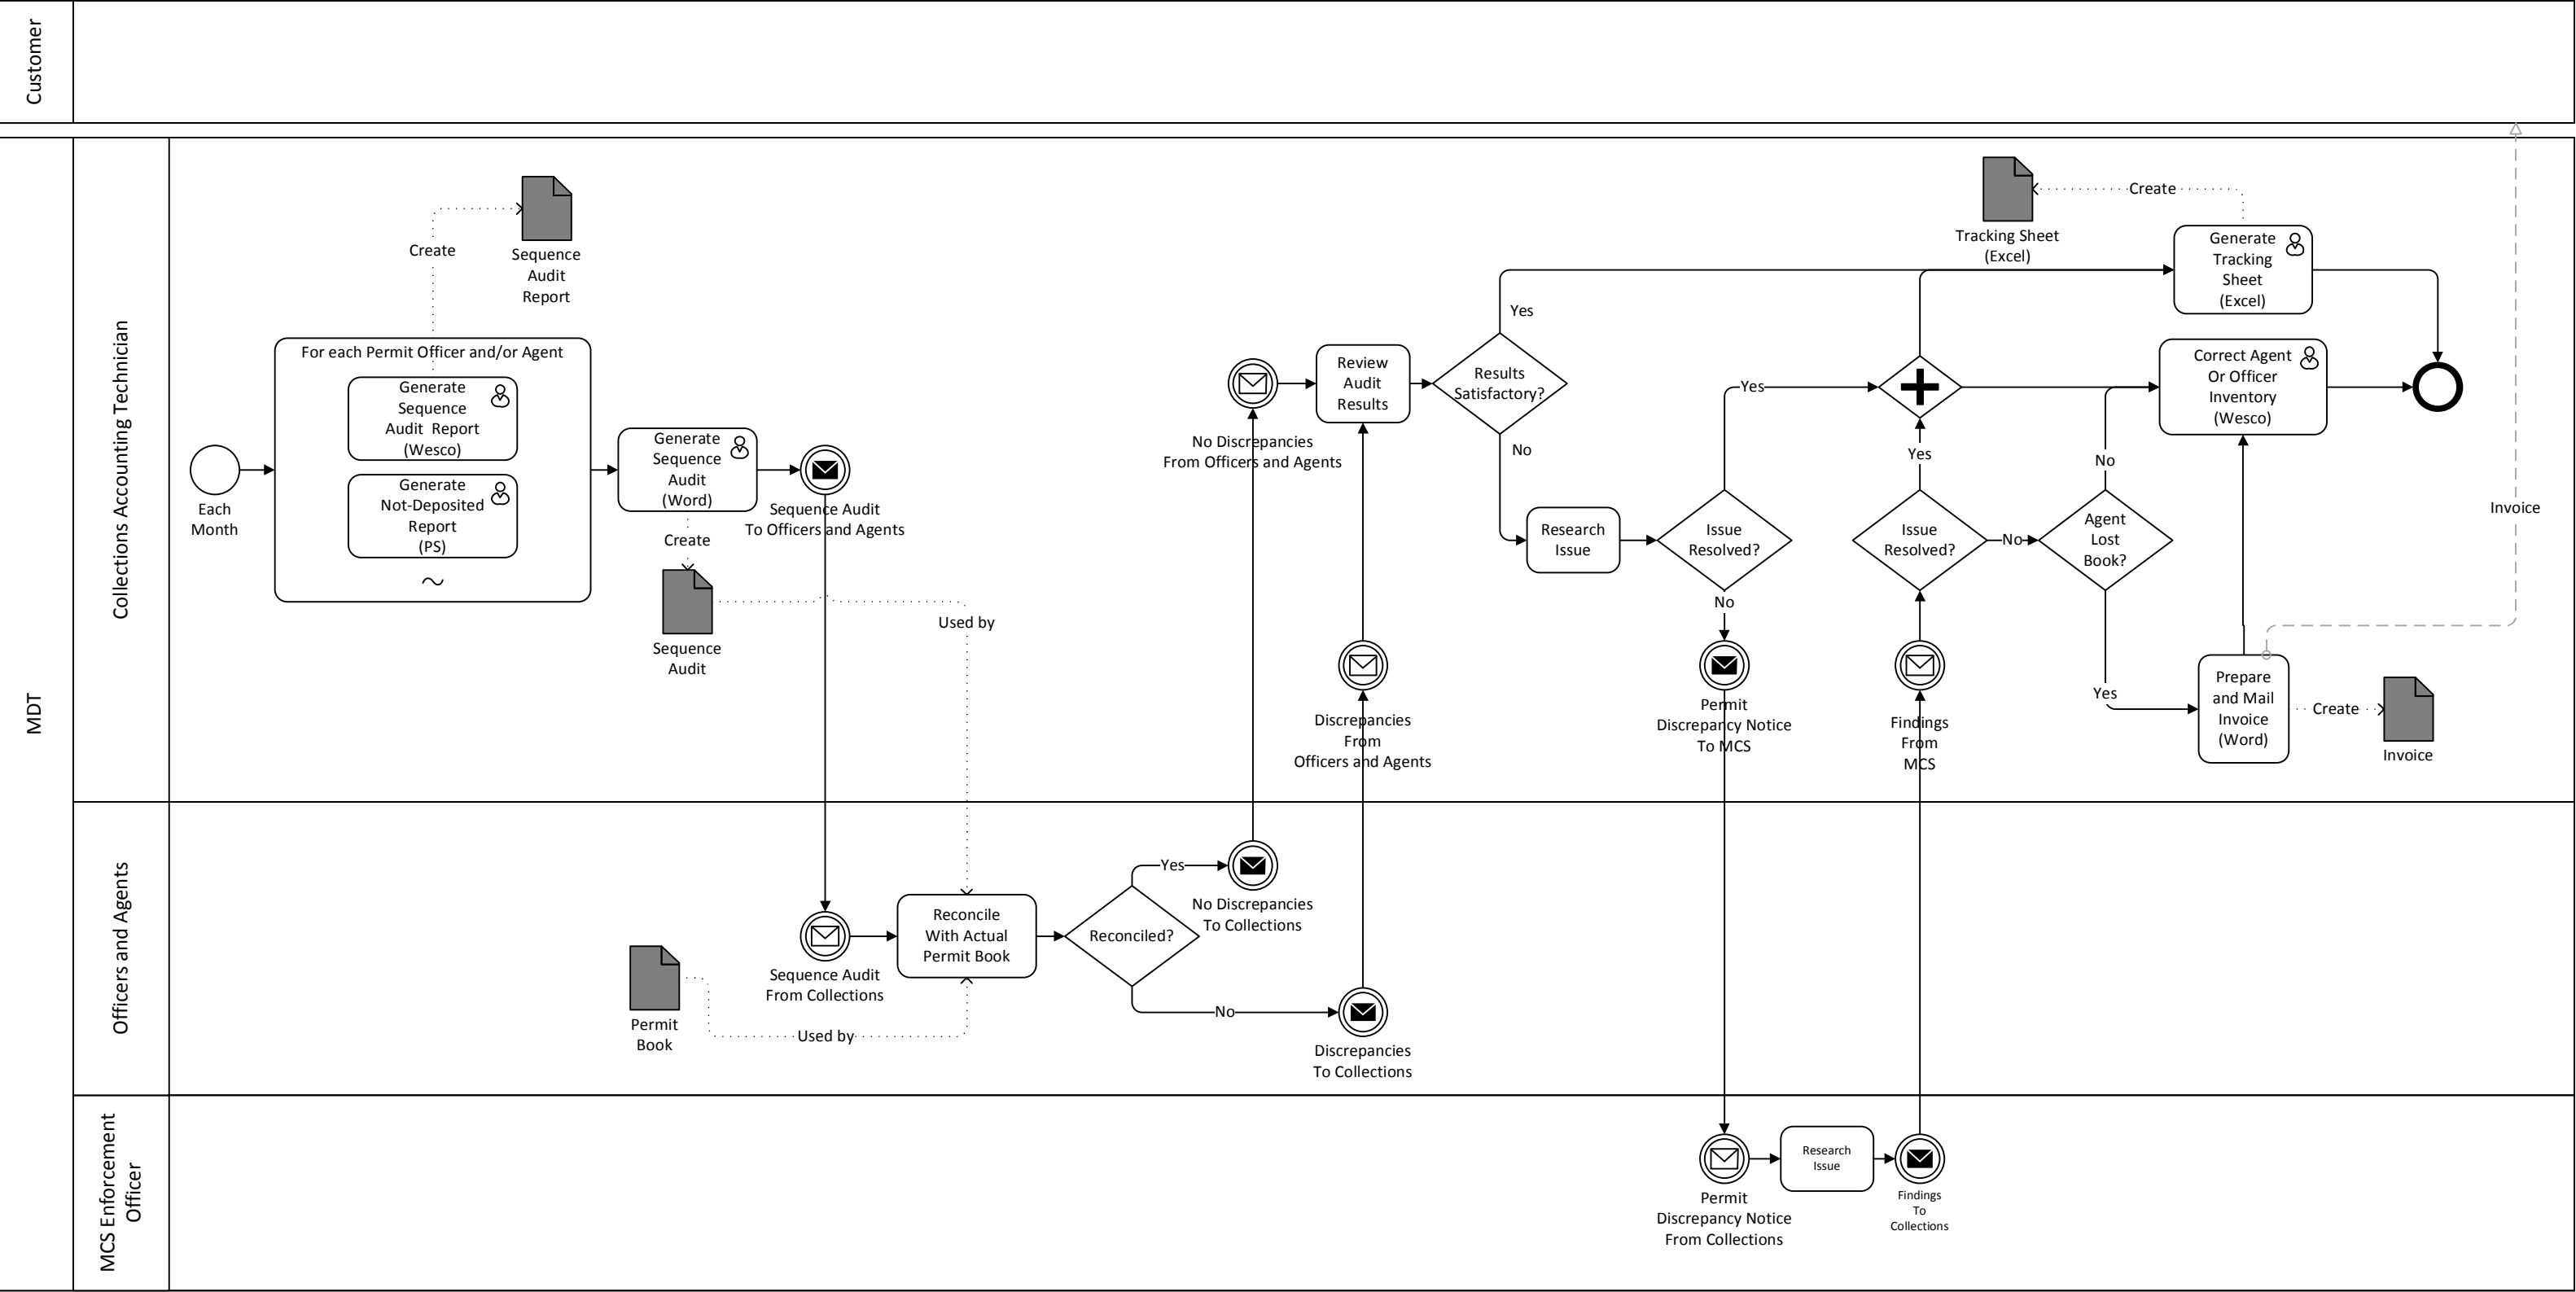 Customer
MDT
Collections Accounting Technician
Each
Month
Create
Sequence
Audit
Report
For each Permit Officer and/or Agent
Generate
Sequence
Audit Report
(Wesco)
Generate
Not-Deposited
Report
(PS)
Generate
Sequence
Audit
(Word)
Create
Sequence
Audit
Sequence Audit
To Officers and Agents
Used by
No Discrepancies
From Officers and Agents
Review
Audit
Results
Discrepancies
From
Officers and Agents
Results
Satisfactory?
Yes
No
Research
Issue
Issue
Resolved?
Yes
No
Permit
Discrepancy Notice
To MCS
Issue
Resolved?
Yes
No
Findings
From
MCS
Agent
Lost
Book?
No
Yes
Tracking Sheet
(Excel)
Create
Generate
Tracking
Sheet
(Excel)
Correct Agent
Or Officer
Inventory
(Wesco)
Prepare
and Mail
Invoice
(Word)
Create
Invoice
Invoice
Officers and Agents
Permit
Book
Used by
Sequence Audit
From Collections
Reconcile
With Actual
Permit Book
Reconciled?
Yes
No
No Discrepancies
To Collections
Discrepancies
To Collections
MCS Enforcement
Officer
Permit
Discrepancy Notice
From Collections
Research
Issue
Findings
To
Collections